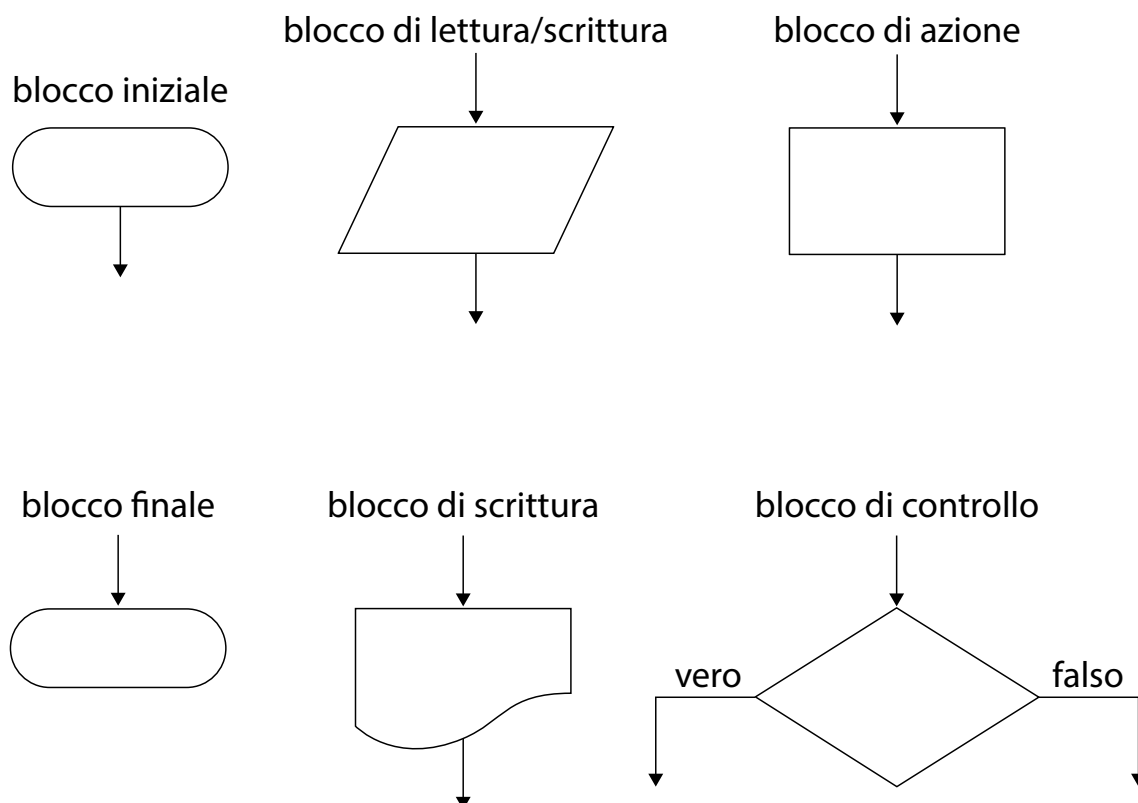 blocco di lettura/scrittura
blocco di azione
blocco iniziale
blocco finale
blocco di scrittura
blocco di controllo
vero
falso